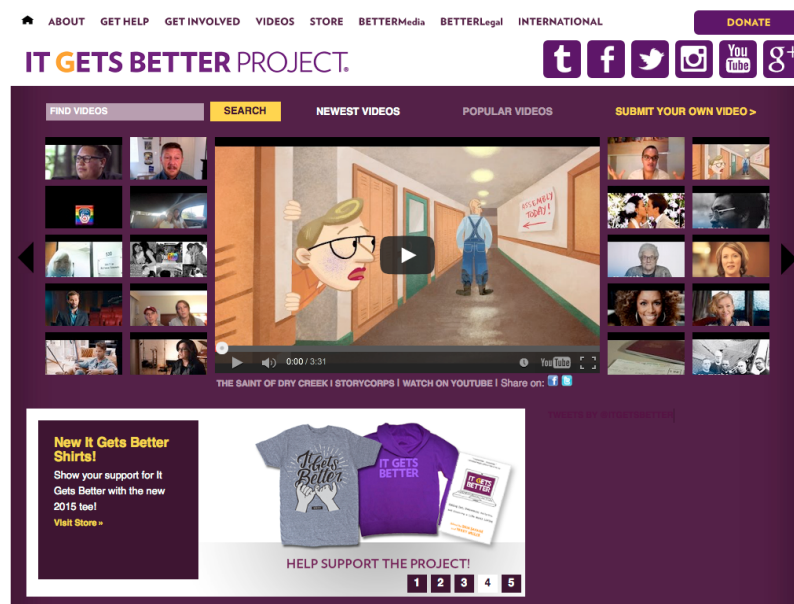 ABOUT GET HELP GET INVOLVED VIDEOS STORE BETTERMedia BETTERLegal INTERNATIONAL DONATE
IT GETS BETTER PROJECT.
t f You Tube g+
FIND VIDEOS SEARCH NEWEST VIDEOS POPULAR VIDEOS SUBMIT YOUR OWN VIDEO >
ASSEMBLY
TODAY!
0:00 / 3:31 YouTube
THE SAINT OF DRY CREEK | STORYCORPS | WATCH ON YOUTUBE | Share on:
TWEETS BY @ITGETSBETTER
New It Gets Better
Shirts!
Show your support for It
Gets Better with the new
2015 tee!
Visit Store »
It Gets
Better
IT GETS
BETTER
IT GETS
BETTER
HELP SUPPORT THE PROJECT!
1 2 3 4 5